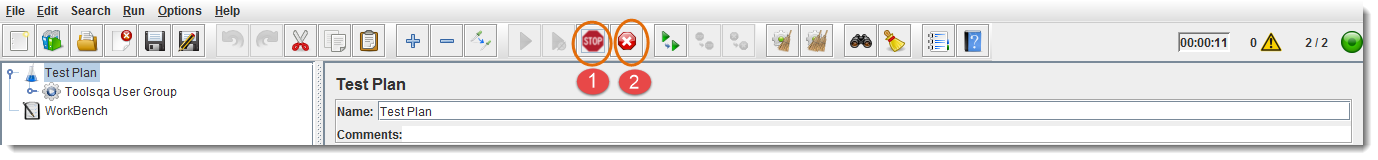 File Edit Search Run Options Help
STOP 00:00:11 0 2 / 2
1 2
Test Plan
Toolsqa User Group
WorkBench
Test Plan
Name: Test Plan
Comments: